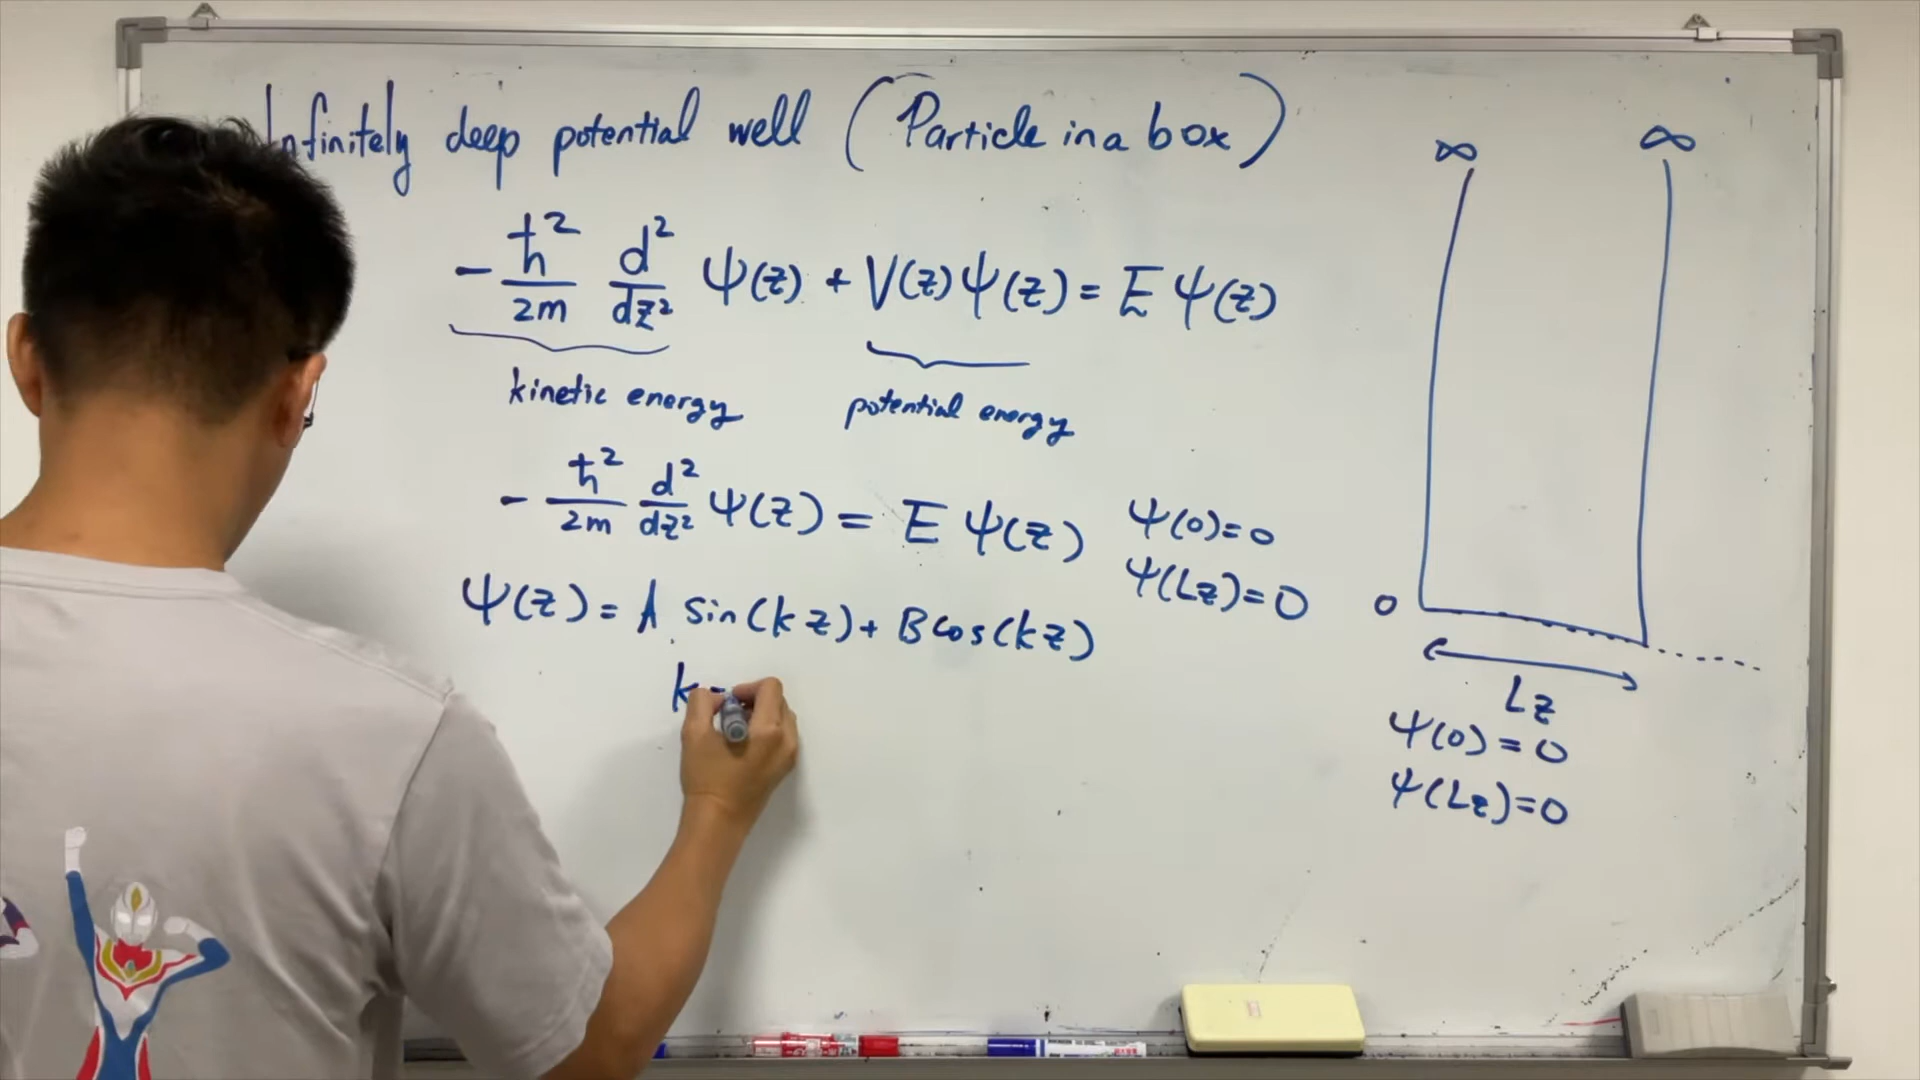 Infinitely deep potential well (Particle in a box)
-ħ²/2m d²/dz² Ψ(z) + V(z)Ψ(z) = E Ψ(z)
kinetic energy potential energy
-ħ²/2m d²/dz² Ψ(z) = E Ψ(z) Ψ(0)=0
Ψ(Lz)=0
Ψ(z) = A sin(kz) + B cos(kz)
k=
∞ ∞
0
Lz
Ψ(0)=0
Ψ(Lz)=0